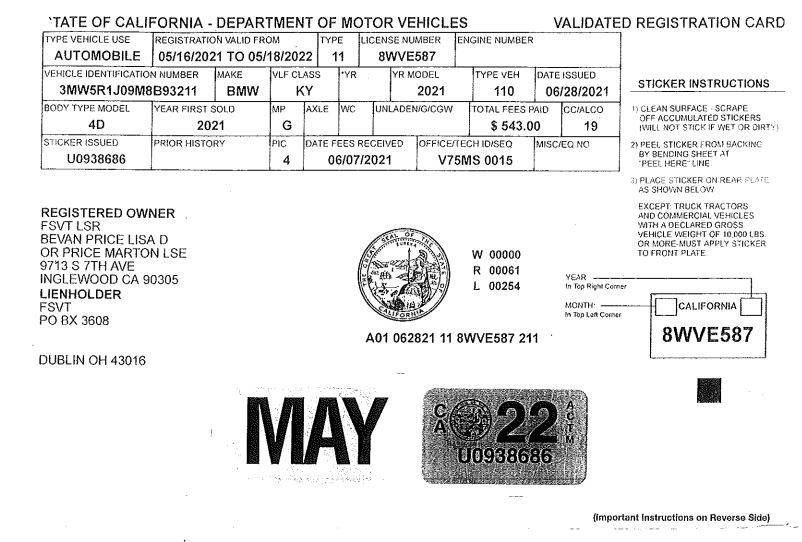 'TATE OF CALIFORNIA - DEPARTMENT OF MOTOR VEHICLES VALIDATED REGISTRATION CARD
TYPE VEHICLE USE REGISTRATION VALID FROM TYPE LICENSE NUMBER ENGINE NUMBER
AUTOMOBILE 05/16/2021 TO 05/18/2022 11 8WVE587
VEHICLE IDENTIFICATION NUMBER MAKE VLF CLASS *YR YR MODEL TYPE VEH DATE ISSUED
3MW5R1J09M8B93211 BMW KY 2021 110 06/28/2021
BODY TYPE MODEL YEAR FIRST SOLD MP AXLE WC UNLADEN/G/CGW TOTAL FEES PAID CC/ALCO
4D 2021 G $ 543.00 19
STICKER ISSUED PRIOR HISTORY PIC DATE FEES RECEIVED OFFICE/TECH ID/SEQ MISC/EQ NO
U0938686 4 06/07/2021 V75MS 0015
STICKER INSTRUCTIONS
1) CLEAN SURFACE - SCRAPE
OFF ACCUMULATED STICKERS
(WILL NOT STICK IF WET OR DIRTY)
2) PEEL STICKER FROM BACKING
BY BENDING SHEET AT
"PEEL HERE" LINE
3) PLACE STICKER ON REAR PLATE
AS SHOWN BELOW
EXCEPT: TRUCK TRACTORS
AND COMMERCIAL VEHICLES
WITH A DECLARED GROSS
VEHICLE WEIGHT OF 10,000 LBS.
OR MORE-MUST APPLY STICKER
TO FRONT PLATE.
REGISTERED OWNER
FSVT LSR
BEVAN PRICE LISA D
OR PRICE MARTON LSE
9713 S 7TH AVE
INGLEWOOD CA 90305
LIENHOLDER
FSVT
PO BX 3608
DUBLIN OH 43016
THE GREAT SEAL OF THE STATE OF CALIFORNIA
EUREKA
W 00000
R 00061
L 00254
A01 062821 11 8WVE587 211
YEAR
In Top Right Corner
MONTH:
In Top Left Corner
CALIFORNIA
8WVE587
MAY
CA 22 ACTM
U0938686
(Important Instructions on Reverse Side)